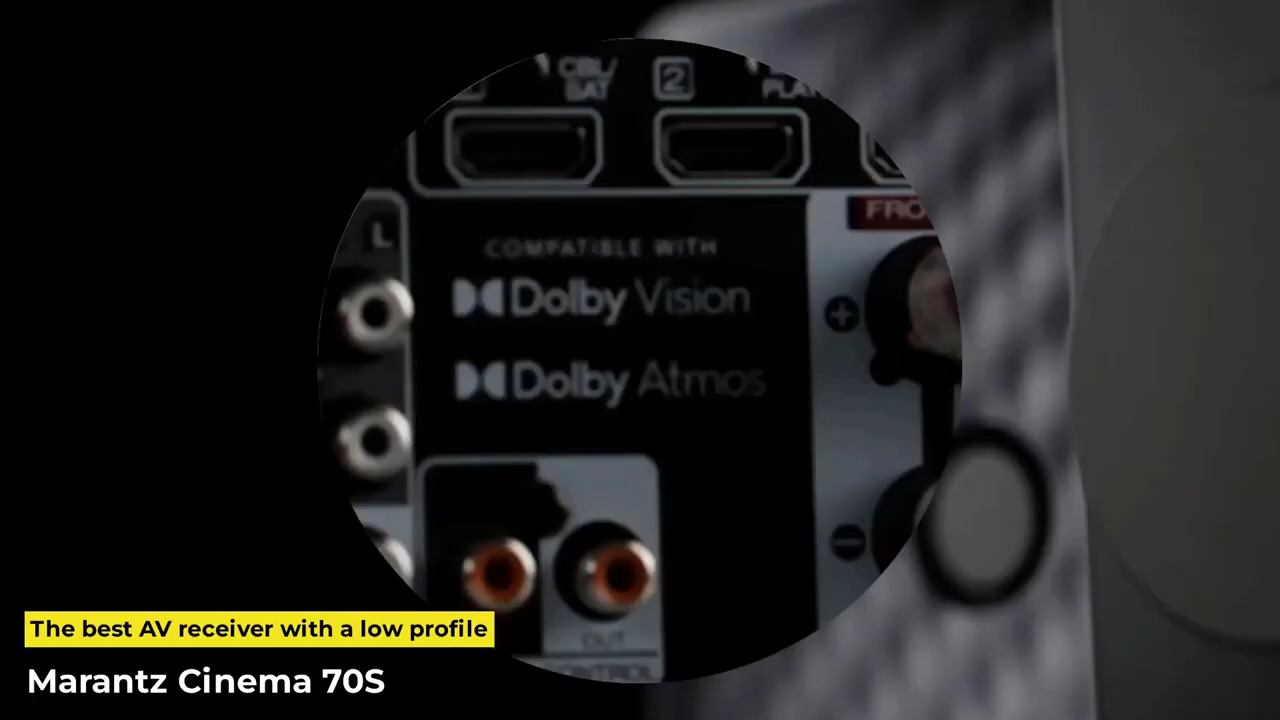 CBL/
SAT
2
L
COMPATIBLE WITH
Dolby Vision
Dolby Atmos
OUT
The best AV receiver with a low profile
Marantz Cinema 70S